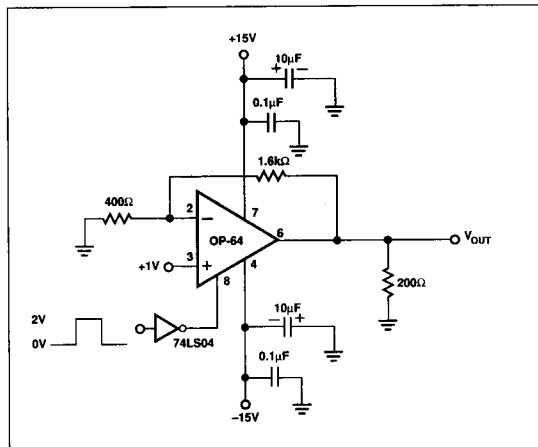 +15V
10µF
+ −
0.1µF
1.6kΩ
400Ω
2
−
7
OP-64
6
VOUT
+1V
3
+
4
8
200Ω
2V
0V
74LS04
10µF
− +
0.1µF
−15V